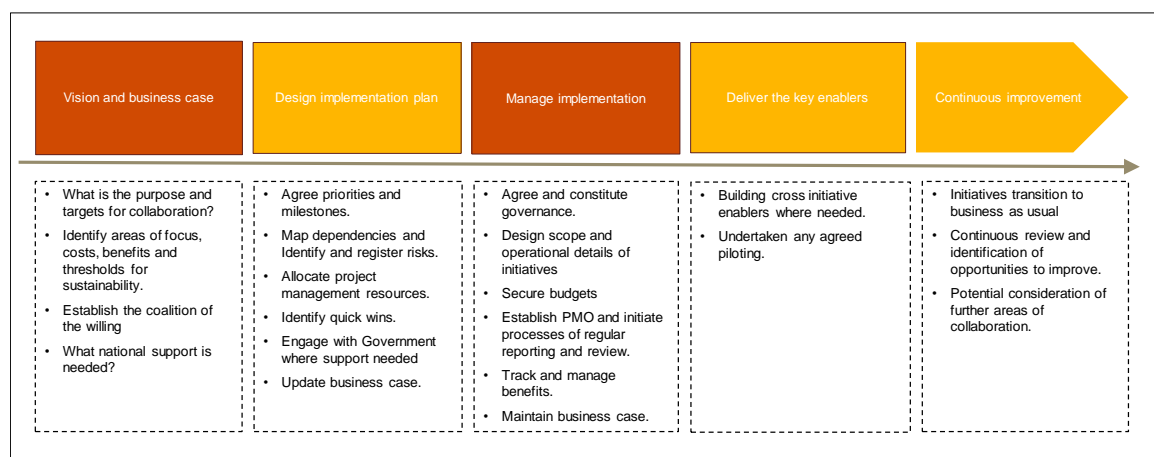 Vision and business case
Design implementation plan
Manage implementation
Deliver the key enablers
Continuous improvement
• What is the purpose and
targets for collaboration?
• Identify areas of focus,
costs, benefits and
thresholds for
sustainability.
• Establish the coalition of
the willing
• What national support is
needed?
• Agree priorities and
milestones.
• Map dependencies and
Identify and register risks.
• Allocate project
management resources.
• Identify quick wins.
• Engage with Government
where support needed
• Update business case.
• Agree and constitute
governance.
• Design scope and
operational details of
initiatives
• Secure budgets
• Establish PMO and initiate
processes of regular
reporting and review.
• Track and manage
benefits.
• Maintain business case.
• Building cross initiative
enablers where needed.
• Undertaken any agreed
piloting.
• Initiatives transition to
business as usual
• Continuous review and
identification of
opportunities to improve.
• Potential consideration of
further areas of
collaboration.